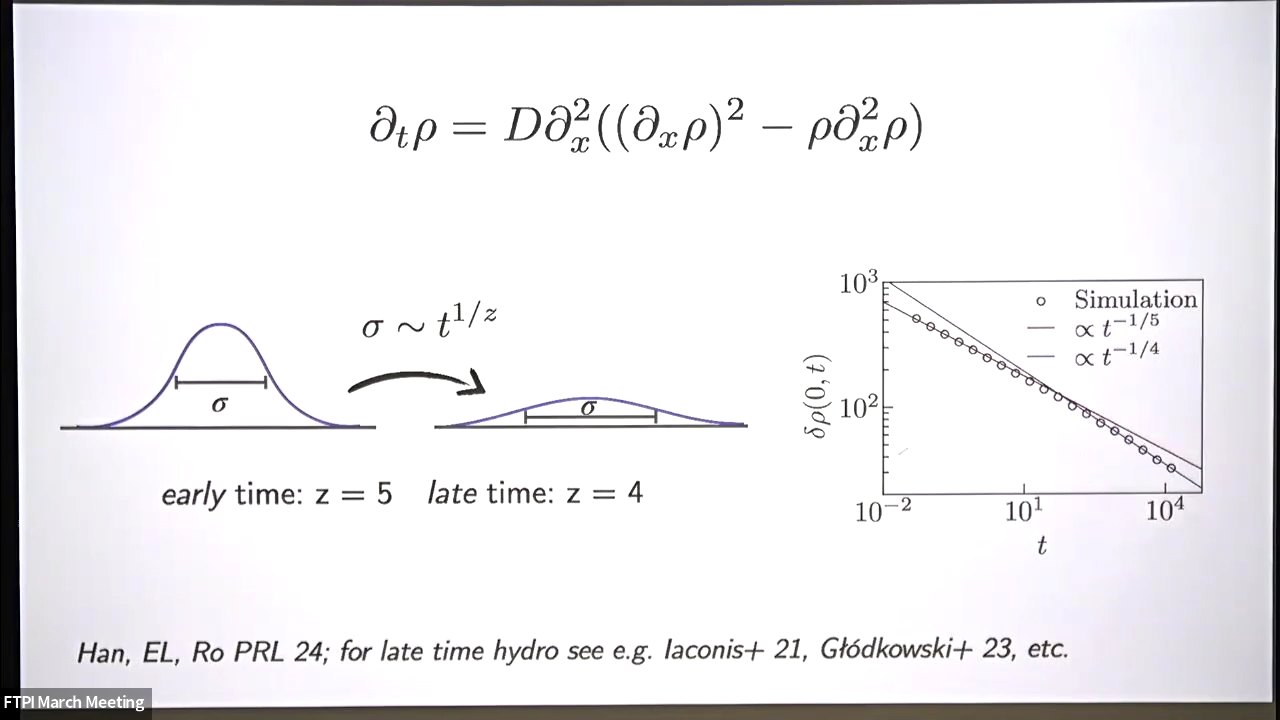 ∂ₜρ = D∂ₓ²((∂ₓρ)² − ρ∂ₓ²ρ)
σ ∼ t^{1/z}
σ
σ
early time: z = 5
late time: z = 4
10³
10²
δρ(0, t)
Simulation
∝ t^{−1/5}
∝ t^{−1/4}
10⁻² 10¹ 10⁴
t
Han, EL, Ro PRL 24; for late time hydro see e.g. Iaconis+ 21, Głódkowski+ 23, etc.
FTPI March Meeting